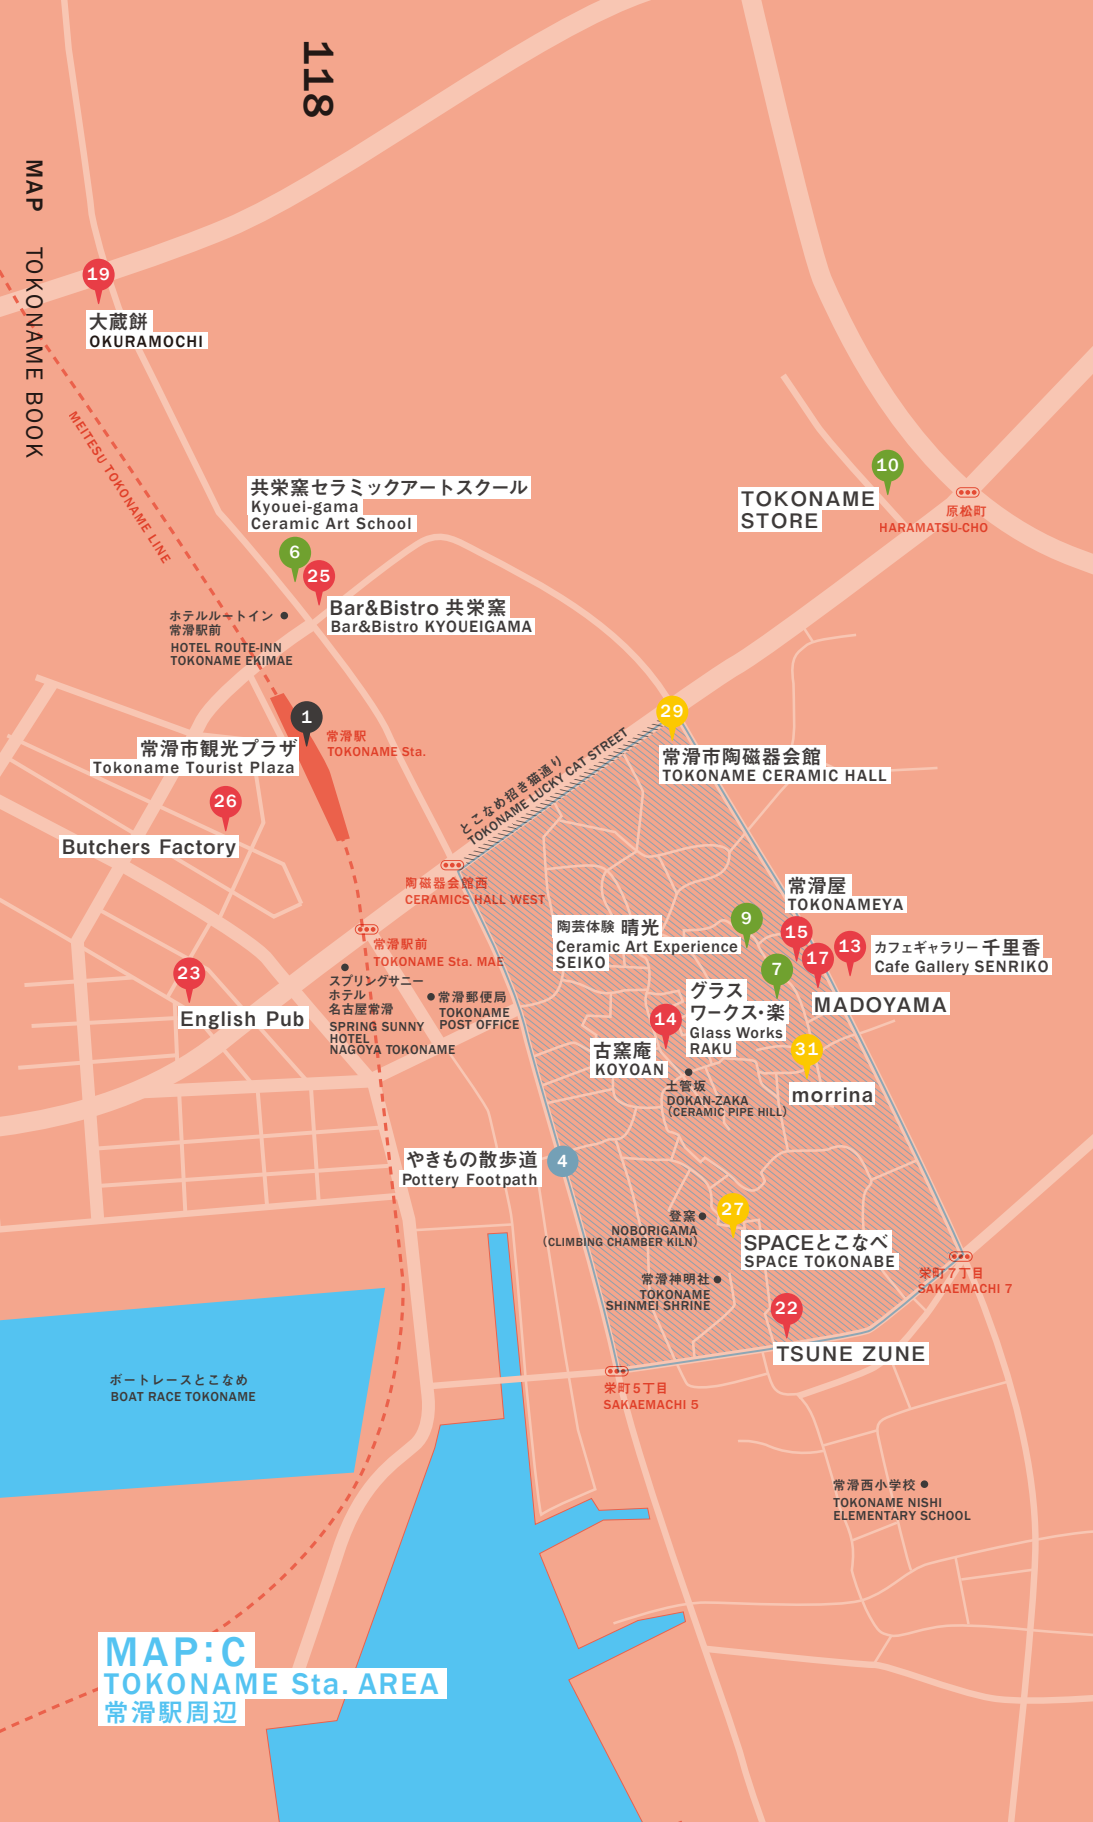 118
MAP TOKONAME BOOK
19
大蔵餅
OKURAMOCHI
MEITESU TOKONAME LINE
共栄窯セラミックアートスクール
Kyouei-gama
Ceramic Art School
6
25
Bar&Bistro 共栄窯
Bar&Bistro KYOUEIGAMA
10
TOKONAME
STORE
原松町
HARAMATSU-CHO
ホテルルートイン
常滑駅前
HOTEL ROUTE-INN
TOKONAME EKIMAE
1
常滑駅
TOKONAME Sta.
常滑市観光プラザ
Tokoname Tourist Plaza
26
Butchers Factory
29
常滑市陶磁器会館
TOKONAME CERAMIC HALL
とこなめ招き猫通り
TOKONAME LUCKY CAT STREET
陶磁器会館西
CERAMICS HALL WEST
常滑駅前
TOKONAME Sta. MAE
23
English Pub
スプリングサニー
ホテル
名古屋常滑
SPRING SUNNY
HOTEL
NAGOYA TOKONAME
常滑郵便局
TOKONAME
POST OFFICE
常滑屋
TOKONAMEYA
9
陶芸体験 晴光
Ceramic Art Experience
SEIKO
15
17
13
カフェギャラリー 千里香
Cafe Gallery SENRIKO
7
MADOYAMA
グラス
ワークス・楽
Glass Works
RAKU
14
古窯庵
KOYOAN
31
morrina
土管坂
DOKAN-ZAKA
(CERAMIC PIPE HILL)
やきもの散歩道
Pottery Footpath
4
登窯
NOBORIGAMA
(CLIMBING CHAMBER KILN)
27
SPACEとこなべ
SPACE TOKONABE
常滑神明社
TOKONAME
SHINMEI SHRINE
栄町7丁目
SAKAEMACHI 7
22
TSUNE ZUNE
栄町5丁目
SAKAEMACHI 5
ボートレースとこなめ
BOAT RACE TOKONAME
常滑西小学校
TOKONAME NISHI
ELEMENTARY SCHOOL
MAP:C
TOKONAME Sta. AREA
常滑駅周辺